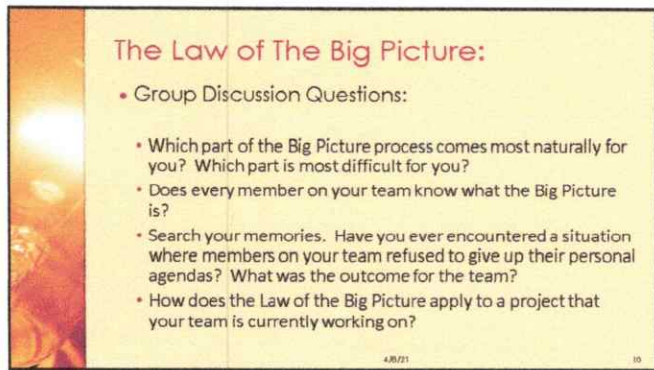 The Law of The Big Picture:
• Group Discussion Questions:
• Which part of the Big Picture process comes most naturally for
you? Which part is most difficult for you?
• Does every member on your team know what the Big Picture
is?
• Search your memories. Have you ever encountered a situation
where members on your team refused to give up their personal
agendas? What was the outcome for the team?
• How does the Law of the Big Picture apply to a project that
your team is currently working on?
4/8/21
10